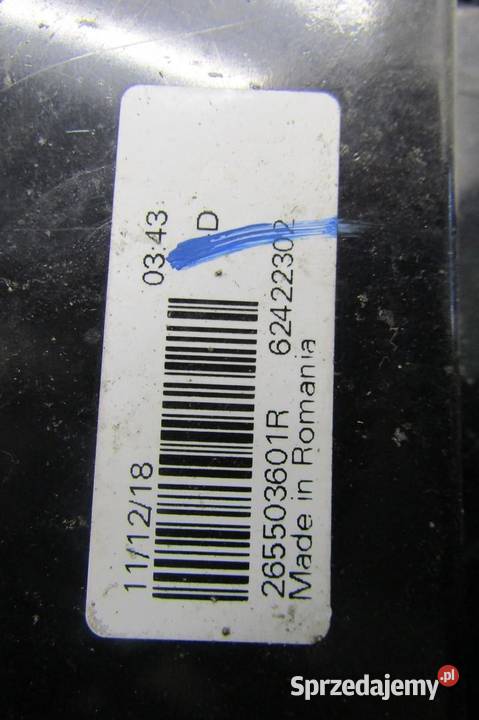 11/12/18 03:43
D
265503601R 62422302
Made in Romania
Sprzedajemy.pl